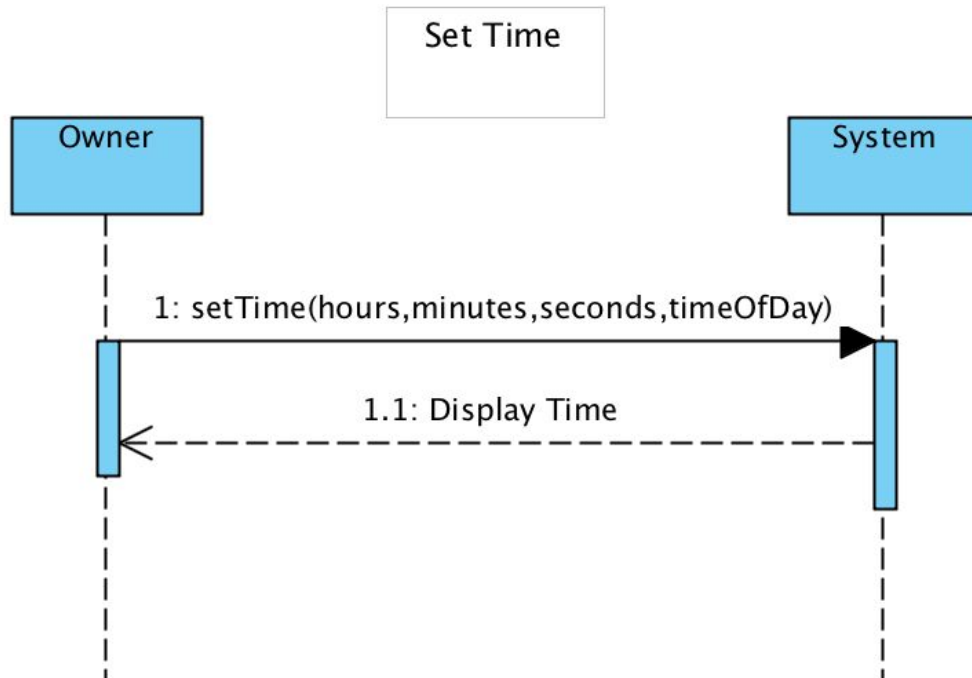 Set Time
Owner
System
1: setTime(hours,minutes,seconds,timeOfDay)
1.1: Display Time